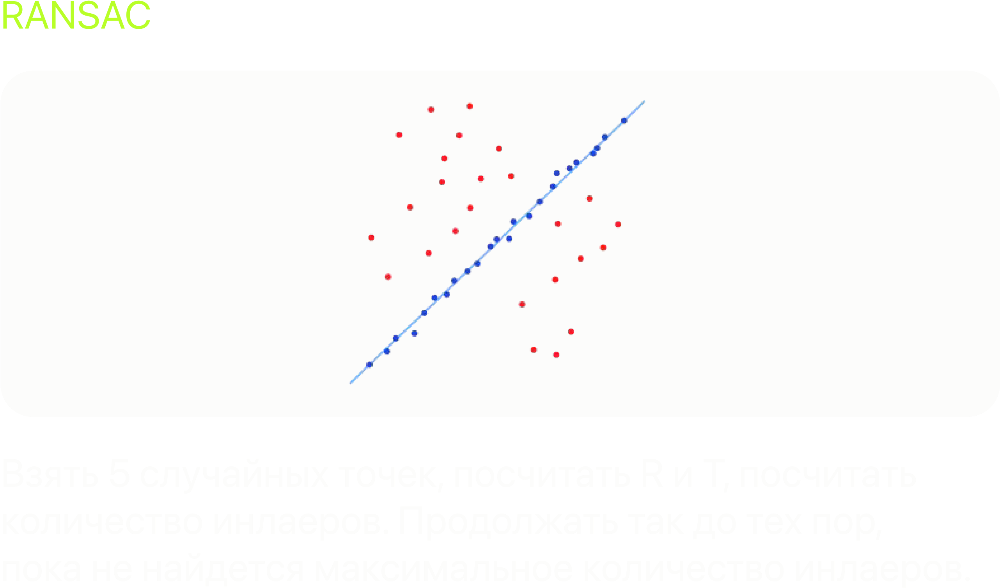 RANSAC
Взять 5 случайных точек, посчитать R и T, посчитать
количество инлаеров. Продолжать так до тех пор,
пока не найдется максимальное количество инлаеров.